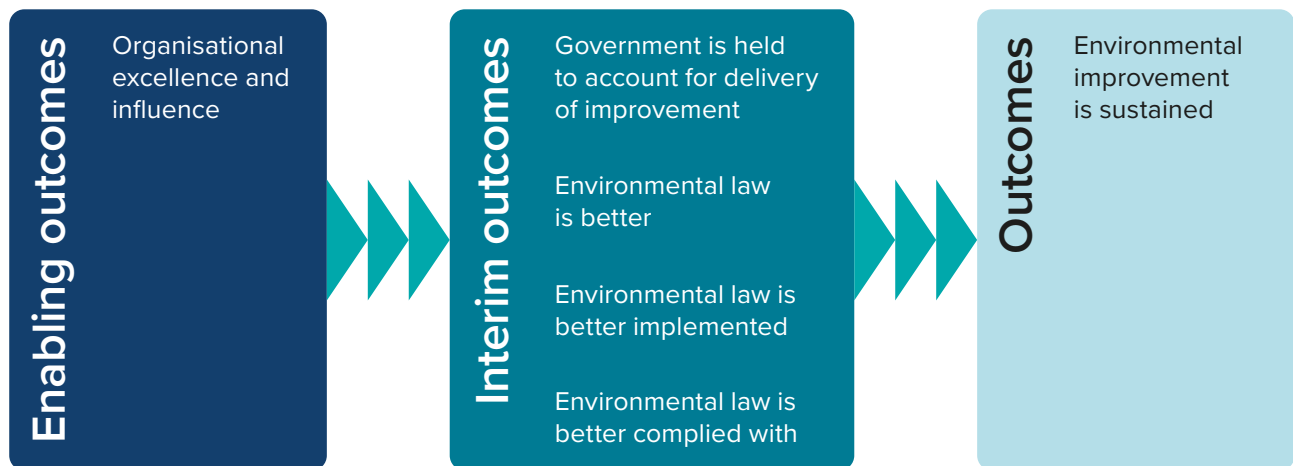 Enabling outcomes
Organisational
excellence and
influence
Interim outcomes
Government is held
to account for delivery
of improvement
Environmental law
is better
Environmental law is
better implemented
Environmental law is
better complied with
Outcomes
Environmental
improvement
is sustained